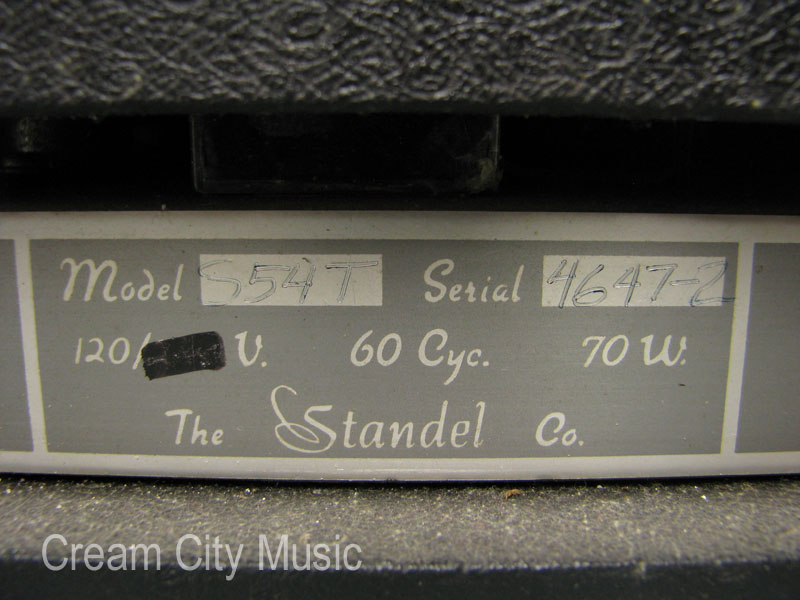 Model S54T Serial 4647-2
120/ V. 60 Cyc. 70 W.
The Standel Co.
Cream City Music